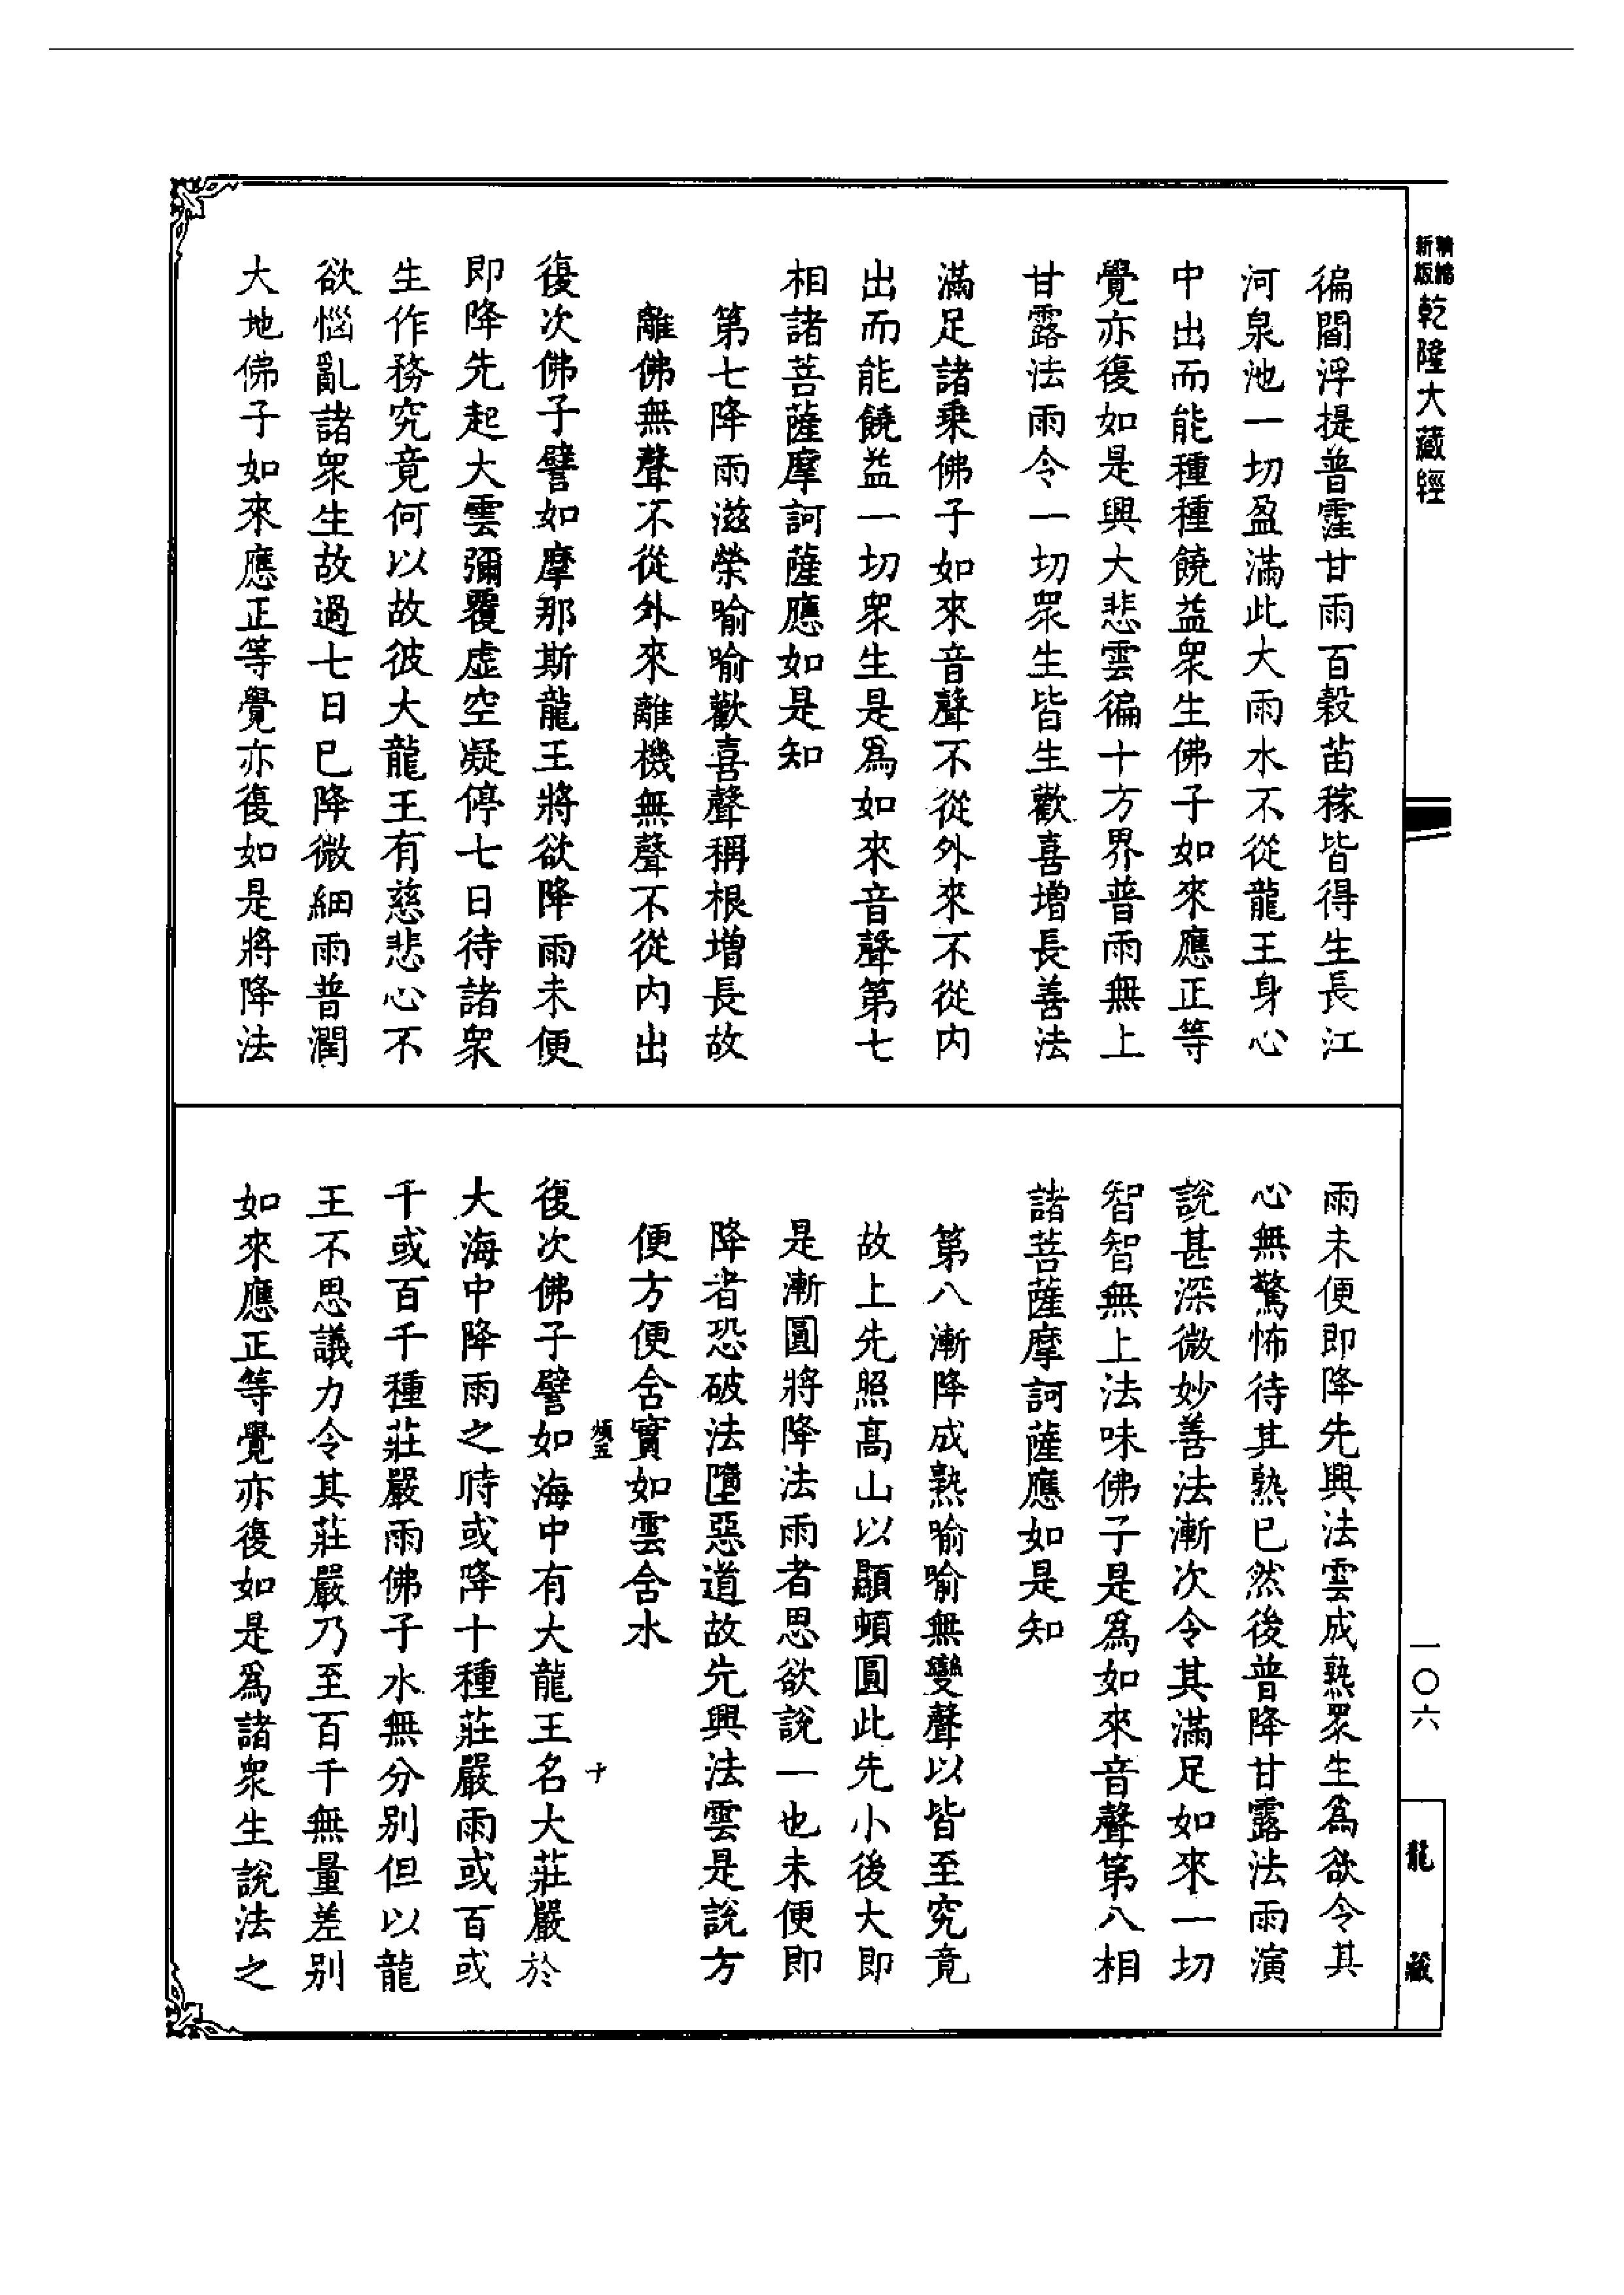 新版
精縮
乾隆大藏經
徧閻浮提普霔甘雨百穀苗稼皆得生長江
河泉池一切盈滿此大雨水不從龍王身心
中出而能種種饒益衆生佛子如來應正等
覺亦復如是興大悲雲徧十方界普雨無上
甘露法雨令一切衆生皆生歡喜增長善法
滿足諸乘佛子如來音聲不從外來不從内
出而能饒益一切衆生是爲如來音聲第七
相諸菩薩摩訶薩應如是知
第七降雨滋榮喻喻歡喜聲稱根增長故
離佛無聲不從外來離機無聲不從内出
復次佛子譬如摩那斯龍王將欲降雨未便
即降先起大雲彌覆虛空凝停七日待諸衆
生作務究竟何以故彼大龍王有慈悲心不
欲惱亂諸衆生故過七日已降微細雨普潤
大地佛子如來應正等覺亦復如是將降法
雨未便即降先興法雲成熟衆生爲欲令其
心無驚怖待其熟已然後普降甘露法雨演
説甚深微妙善法漸次令其滿足如來一切
智智無上法味佛子是爲如來音聲第八相
諸菩薩摩訶薩應如是知
第八漸降成熟喻喻無變聲以皆至究竟
故上先照高山以顯頓圓此先小後大即
是漸圓將降法雨者思欲説一也未便即
降者恐破法墮惡道故先興法雲是説方
便方便含實如雲含水
復次佛子譬如海中有大龍王名大莊嚴於
大海中降雨之時或降十種莊嚴雨或百或
千或百千種莊嚴雨佛子水無分别但以龍
王不思議力令其莊嚴乃至百千無量差别
如來應正等覺亦復如是爲諸衆生説法之
十
一〇六
龍藏